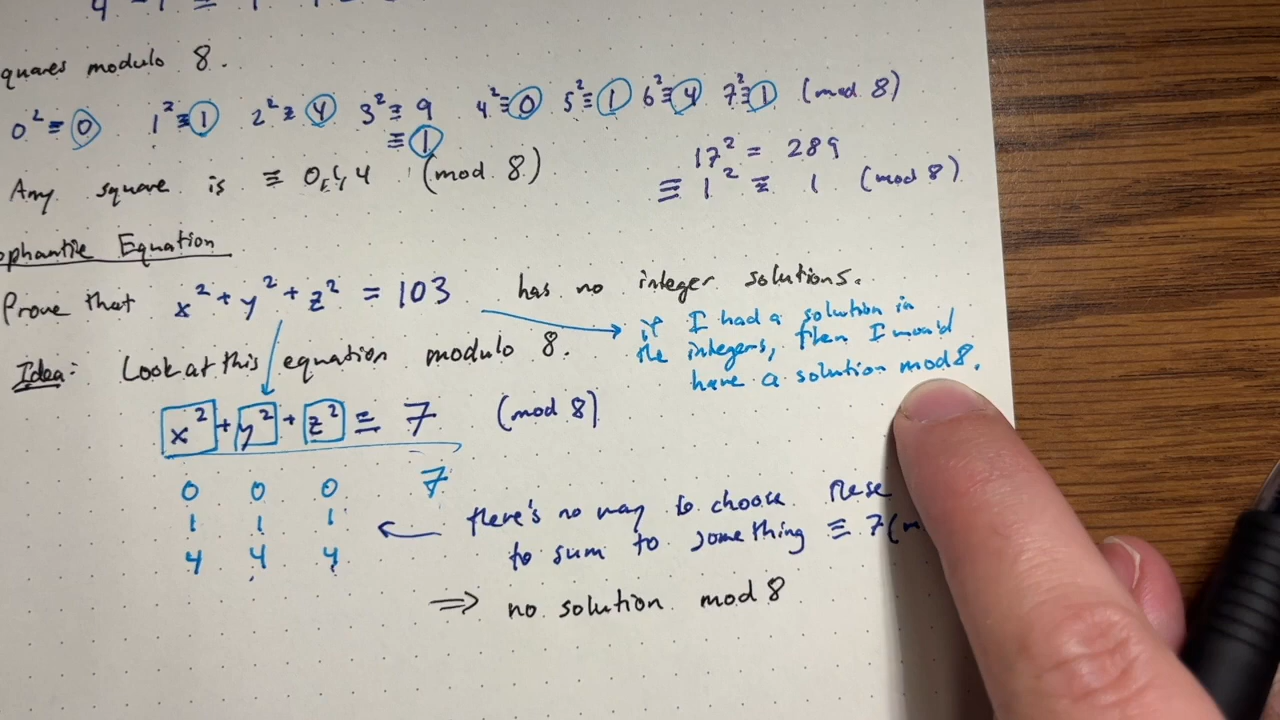 quares modulo 8.
0² ≡ 0 1² ≡ 1 2² ≡ 4 3² ≡ 9 4² ≡ 0 5² ≡ 1 6² ≡ 4 7² ≡ 1 (mod 8)
≡ 1
17² = 289
≡ 1² ≡ 1 (mod 8)
Any square is ≡ 0, 1, 4 (mod 8)
ophantic Equation
Prove that x² + y² + z² = 103 has no integer solutions.
if I had a solution in
the integers, then I would
have a solution mod 8.
Idea: Look at this equation modulo 8.
x² + y² + z² ≡ 7 (mod 8)
0 0 0 7
1 1 1
4 4 4
← there's no way to choose these
to sum to something ≡ 7 (m
⇒ no solution mod 8